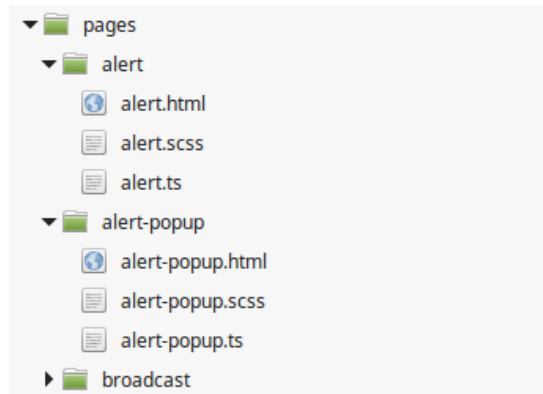 pages
alert
alert.html
alert.scss
alert.ts
alert-popup
alert-popup.html
alert-popup.scss
alert-popup.ts
broadcast